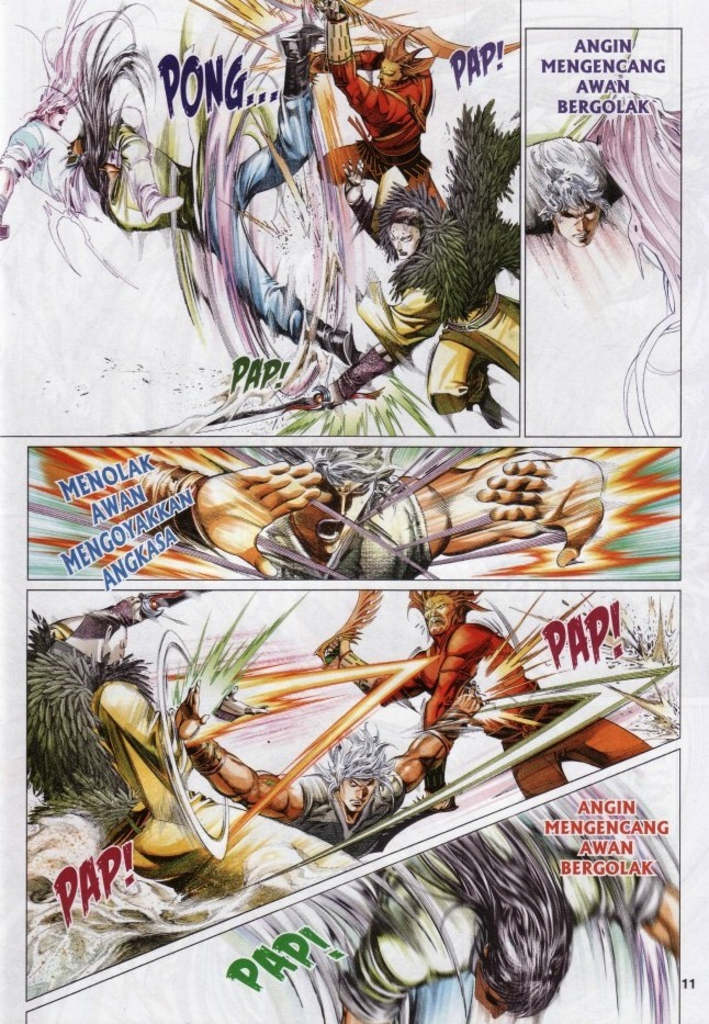 PONG...
PAP!
PAP!
ANGIN
MENGENCANG
AWAN
BERGOLAK
MENOLAK
AWAN
MENGOYAKKAN
ANGKASA
PAP!
PAP!
ANGIN
MENGENCANG
AWAN
BERGOLAK
PAP!
11